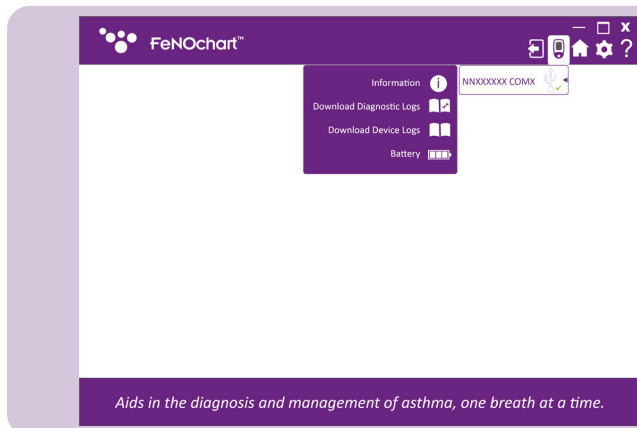 FeNOchart™
Information
NNXXXXXX COMX
Download Diagnostic Logs
Download Device Logs
Battery
Aids in the diagnosis and management of asthma, one breath at a time.